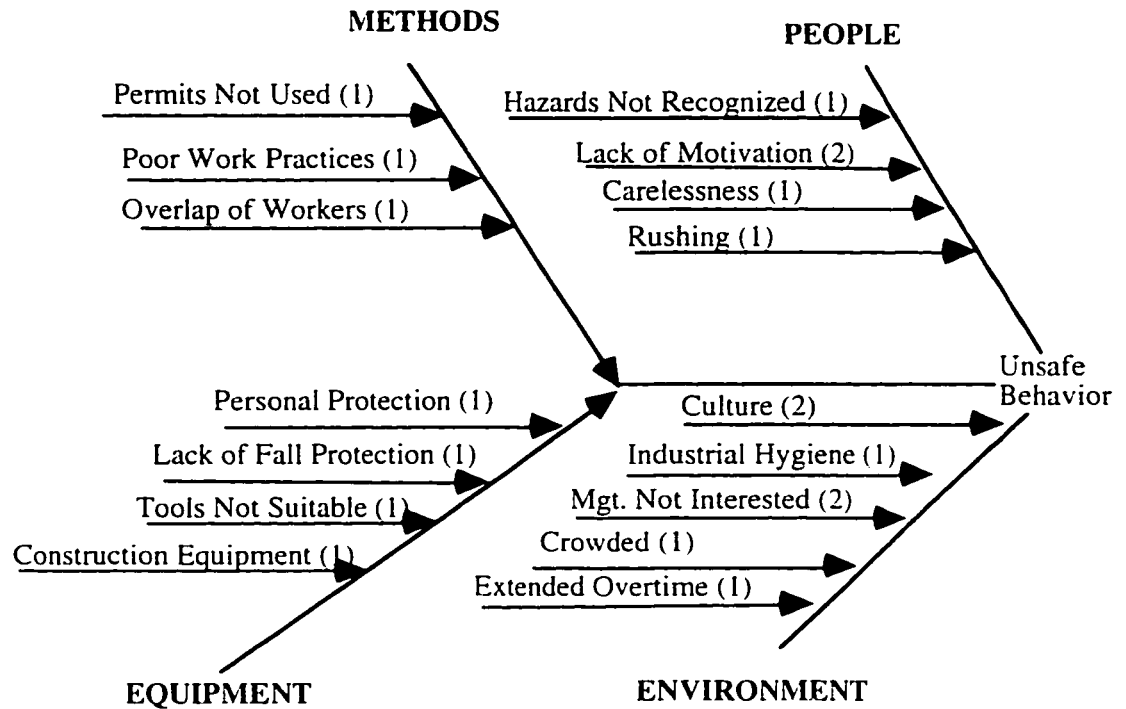 METHODS
Permits Not Used (1)
Poor Work Practices (1)
Overlap of Workers (1)
PEOPLE
Hazards Not Recognized (1)
Lack of Motivation (2)
Carelessness (1)
Rushing (1)
Unsafe
Behavior
Personal Protection (1)
Lack of Fall Protection (1)
Tools Not Suitable (1)
Construction Equipment (1)
EQUIPMENT
Culture (2)
Industrial Hygiene (1)
Mgt. Not Interested (2)
Crowded (1)
Extended Overtime (1)
ENVIRONMENT